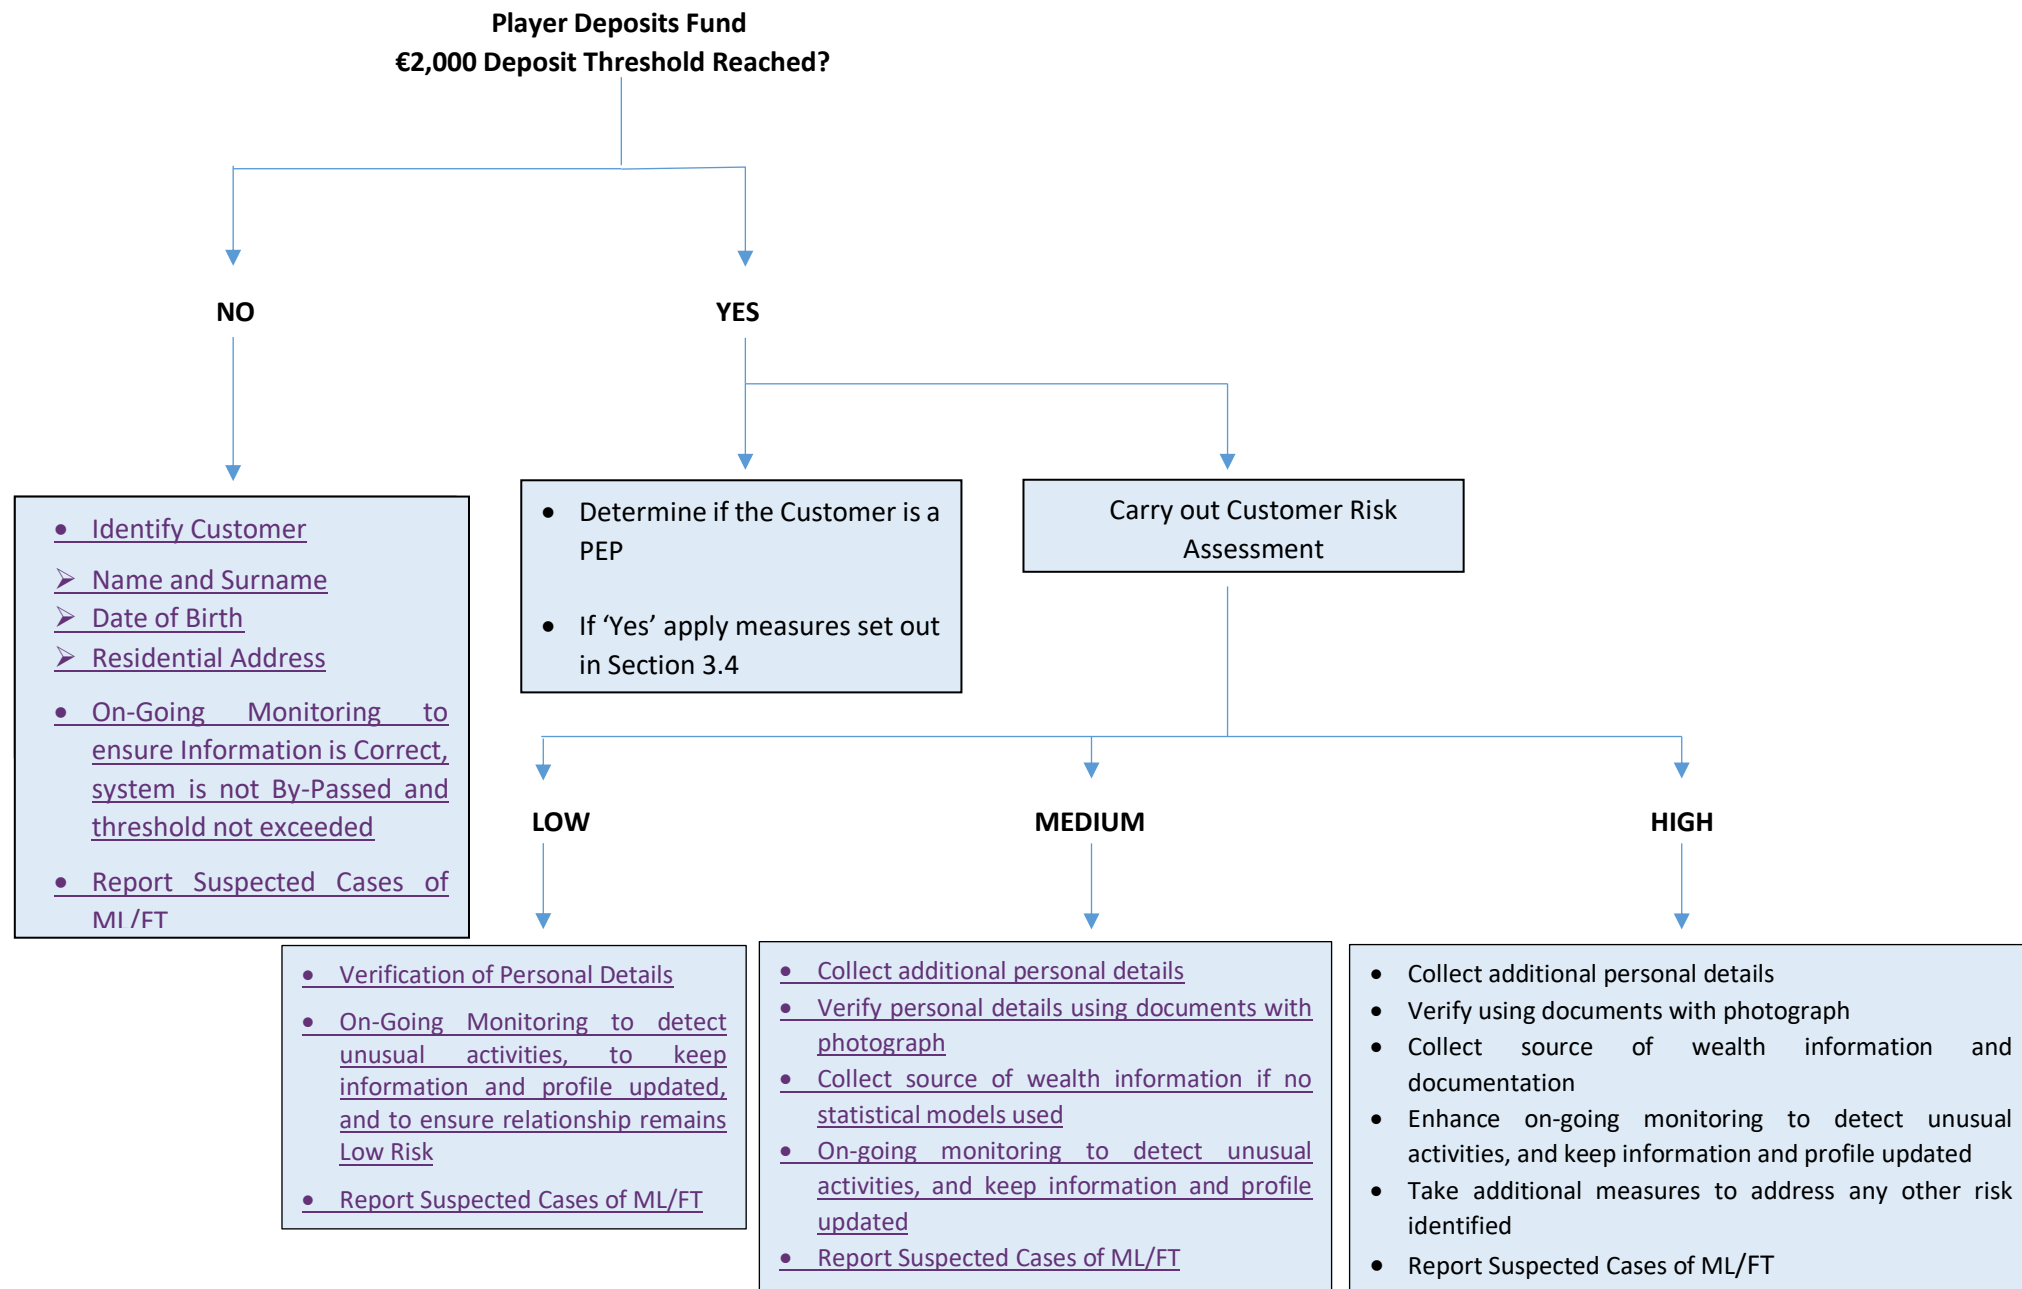 Player Deposits Fund
€2,000 Deposit Threshold Reached?
NO
YES
• Identify Customer
➢ Name and Surname
➢ Date of Birth
➢ Residential Address
• On-Going Monitoring to
ensure Information is Correct,
system is not By-Passed and
threshold not exceeded
• Report Suspected Cases of
ML/FT
• Determine if the Customer is a
PEP
• If ‘Yes’ apply measures set out
in Section 3.4
Carry out Customer Risk
Assessment
LOW
MEDIUM
HIGH
• Verification of Personal Details
• On-Going Monitoring to detect
unusual activities, to keep
information and profile updated,
and to ensure relationship remains
Low Risk
• Report Suspected Cases of ML/FT
• Collect additional personal details
• Verify personal details using documents with
photograph
• Collect source of wealth information if no
statistical models used
• On-going monitoring to detect unusual
activities, and keep information and profile
updated
• Report Suspected Cases of ML/FT
• Collect additional personal details
• Verify using documents with photograph
• Collect source of wealth information and
documentation
• Enhance on-going monitoring to detect unusual
activities, and keep information and profile updated
• Take additional measures to address any other risk
identified
• Report Suspected Cases of ML/FT